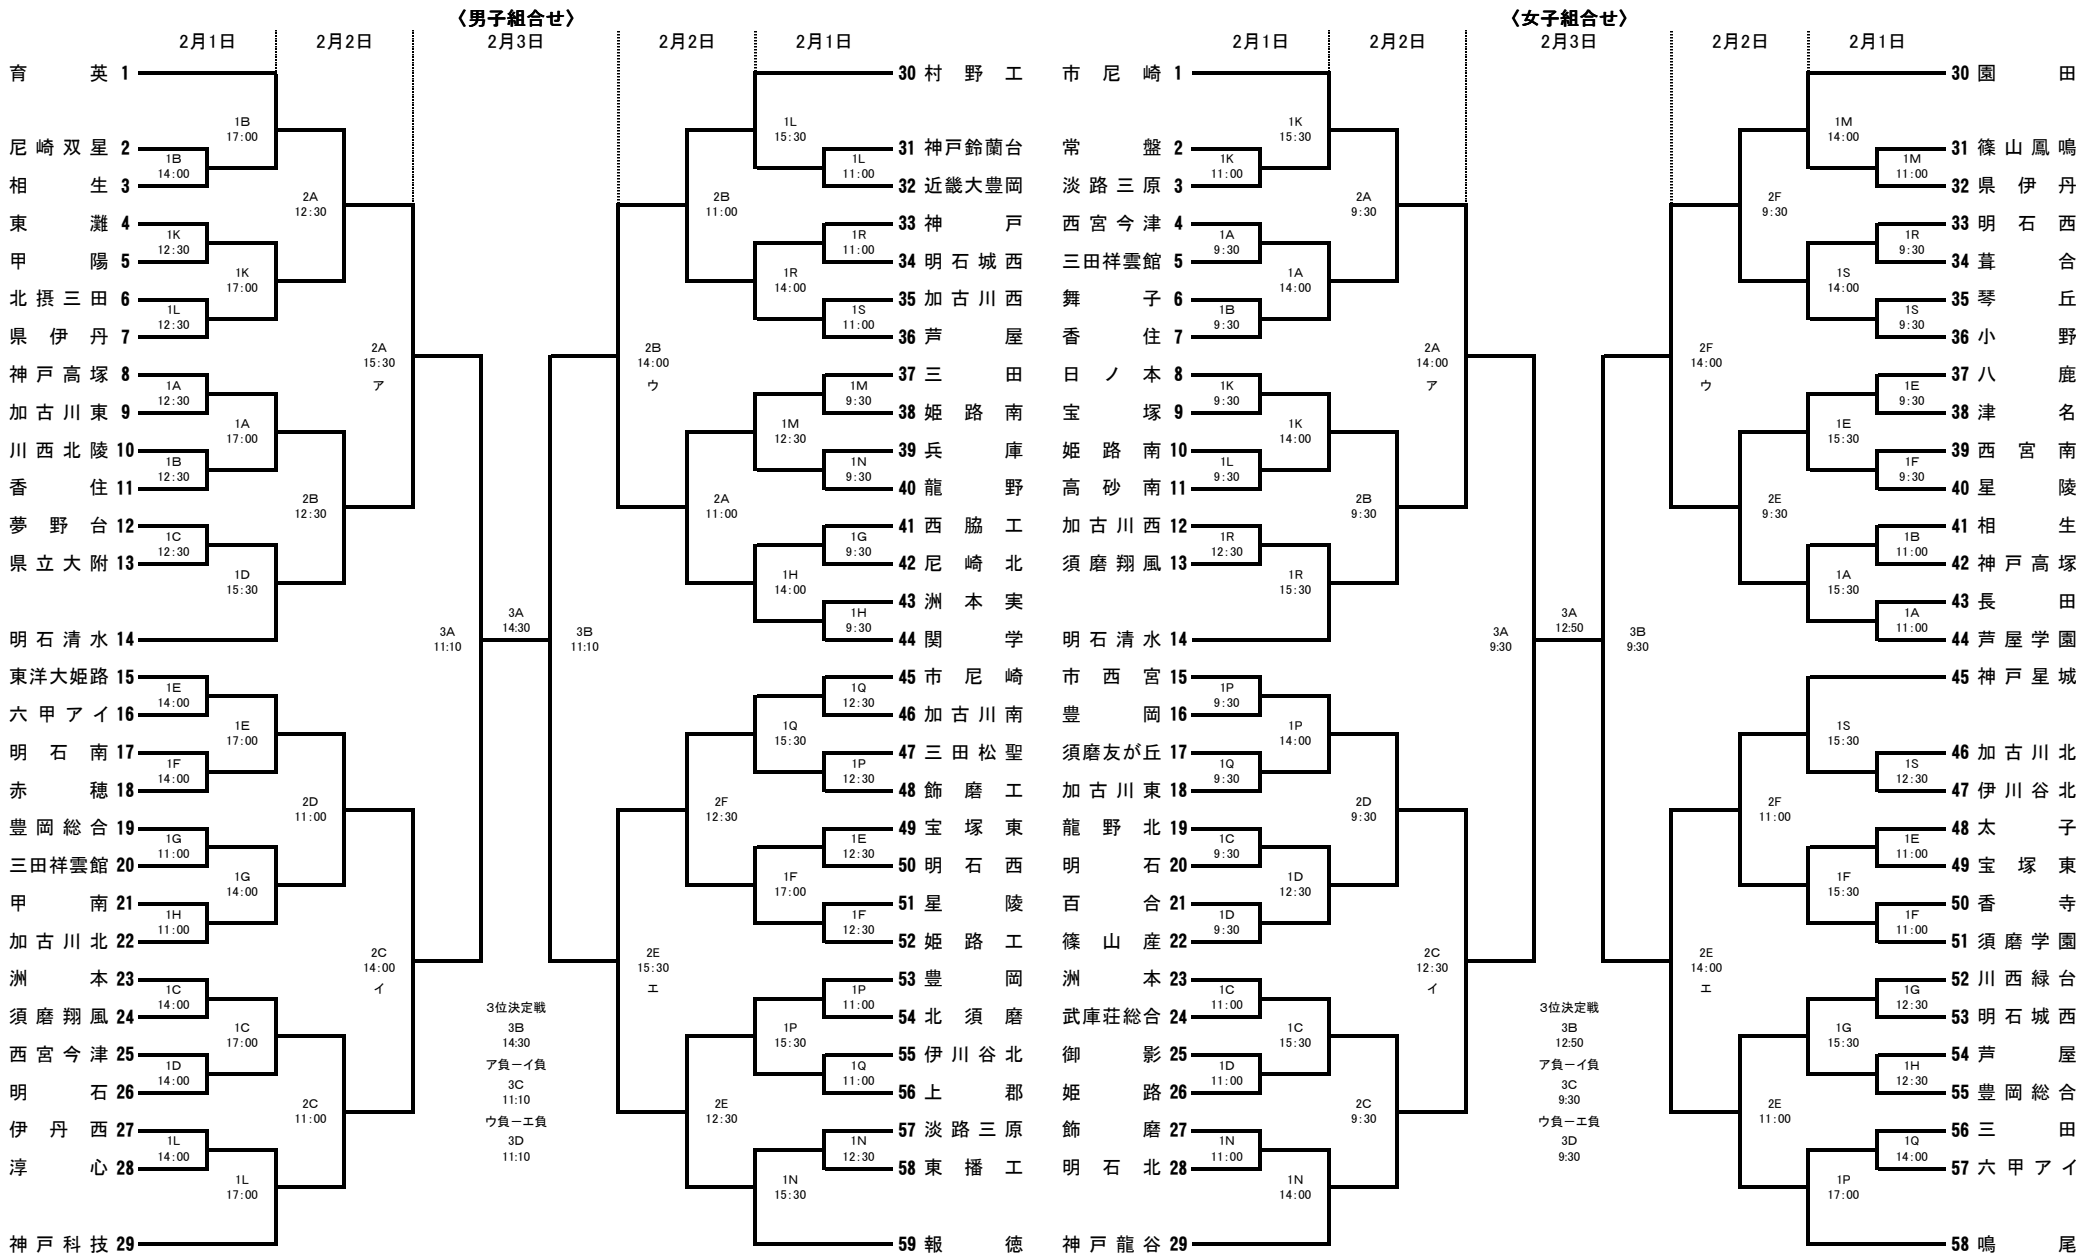 〈男子組合せ〉
2月1日 2月2日 2月3日 2月2日 2月1日
育英 1
1B
17:00
尼崎双星 2
1B
14:00
相生 3
2A
12:30
東灘 4
1K
12:30
甲陽 5
1K
17:00
北摂三田 6
1L
12:30
県伊丹 7
2A
15:30
ア
神戸高塚 8
1A
12:30
加古川東 9
1A
17:00
川西北陵 10
1B
12:30
香住 11
2B
12:30
夢野台 12
1C
12:30
県立大附 13
1D
15:30
明石清水 14
3A
11:10
東洋大姫路 15
1E
14:00
六甲アイ 16
1E
17:00
明石南 17
1F
14:00
赤穂 18
2D
11:00
豊岡総合 19
1G
11:00
三田祥雲館 20
1G
14:00
甲南 21
1H
11:00
加古川北 22
2C
14:00
イ
洲本 23
1C
14:00
須磨翔風 24
1C
17:00
西宮今津 25
1D
14:00
明石 26
2C
11:00
伊丹西 27
1L
14:00
淳心 28
1L
17:00
神戸科技 29
3A
14:30
3位決定戦
3B
14:30
ア負ーイ負
3C
11:10
ウ負ーエ負
3D
11:10
30 村野工
1L
15:30
31 神戸鈴蘭台
1L
11:00
32 近畿大豊岡
2B
11:00
33 神戸
1R
11:00
34 明石城西
1R
14:00
35 加古川西
1S
11:00
36 芦屋
2B
14:00
ウ
37 三田
1M
9:30
38 姫路南
1M
12:30
39 兵庫
1N
9:30
40 龍野
2A
11:00
41 西脇工
1G
9:30
42 尼崎北
1H
14:00
43 洲本実
1H
9:30
44 関学
3B
11:10
45 市尼崎
1Q
12:30
46 加古川南
1Q
15:30
47 三田松聖
1P
12:30
48 飾磨工
2F
12:30
49 宝塚東
1E
12:30
50 明石西
1F
17:00
51 星陵
1F
12:30
52 姫路工
2E
15:30
エ
53 豊岡
1P
11:00
54 北須磨
1P
15:30
55 伊川谷北
1Q
11:00
56 上郡
2E
12:30
57 淡路三原
1N
12:30
58 東播工
1N
15:30
59 報徳
〈女子組合せ〉
2月1日 2月2日 2月3日 2月2日 2月1日
市尼崎 1
1K
15:30
常盤 2
1K
11:00
淡路三原 3
2A
9:30
西宮今津 4
1A
9:30
三田祥雲館 5
1A
14:00
舞子 6
1B
9:30
香住 7
2A
14:00
ア
日ノ本 8
1K
9:30
宝塚 9
1K
14:00
姫路南 10
1L
9:30
高砂南 11
2B
9:30
加古川西 12
1R
12:30
須磨翔風 13
1R
15:30
明石清水 14
3A
9:30
市西宮 15
1P
9:30
豊岡 16
1P
14:00
須磨友が丘 17
1Q
9:30
加古川東 18
2D
9:30
龍野北 19
1C
9:30
明石 20
1D
12:30
百合 21
1D
9:30
篠山産 22
2C
12:30
イ
洲本 23
1C
11:00
武庫荘総合 24
1C
15:30
御影 25
1D
11:00
姫路 26
2C
9:30
飾磨 27
1N
11:00
明石北 28
1N
14:00
神戸龍谷 29
3A
12:50
3位決定戦
3B
12:50
ア負ーイ負
3C
9:30
ウ負ーエ負
3D
9:30
30 園田
1M
14:00
31 篠山鳳鳴
1M
11:00
32 県伊丹
2F
9:30
33 明石西
1R
9:30
34 葺合
1S
14:00
35 琴丘
1S
9:30
36 小野
2F
14:00
ウ
37 八鹿
1E
9:30
38 津名
1E
15:30
39 西宮南
1F
9:30
40 星陵
2E
9:30
41 相生
1B
11:00
42 神戸高塚
1A
15:30
43 長田
1A
11:00
44 芦屋学園
3B
9:30
45 神戸星城
1S
15:30
46 加古川北
1S
12:30
47 伊川谷北
2F
11:00
48 太子
1E
11:00
49 宝塚東
1F
15:30
50 香寺
1F
11:00
51 須磨学園
2E
14:00
エ
52 川西緑台
1G
12:30
53 明石城西
1G
15:30
54 芦屋
1H
12:30
55 豊岡総合
2E
11:00
56 三田
1Q
14:00
57 六甲アイ
1P
17:00
58 鳴尾